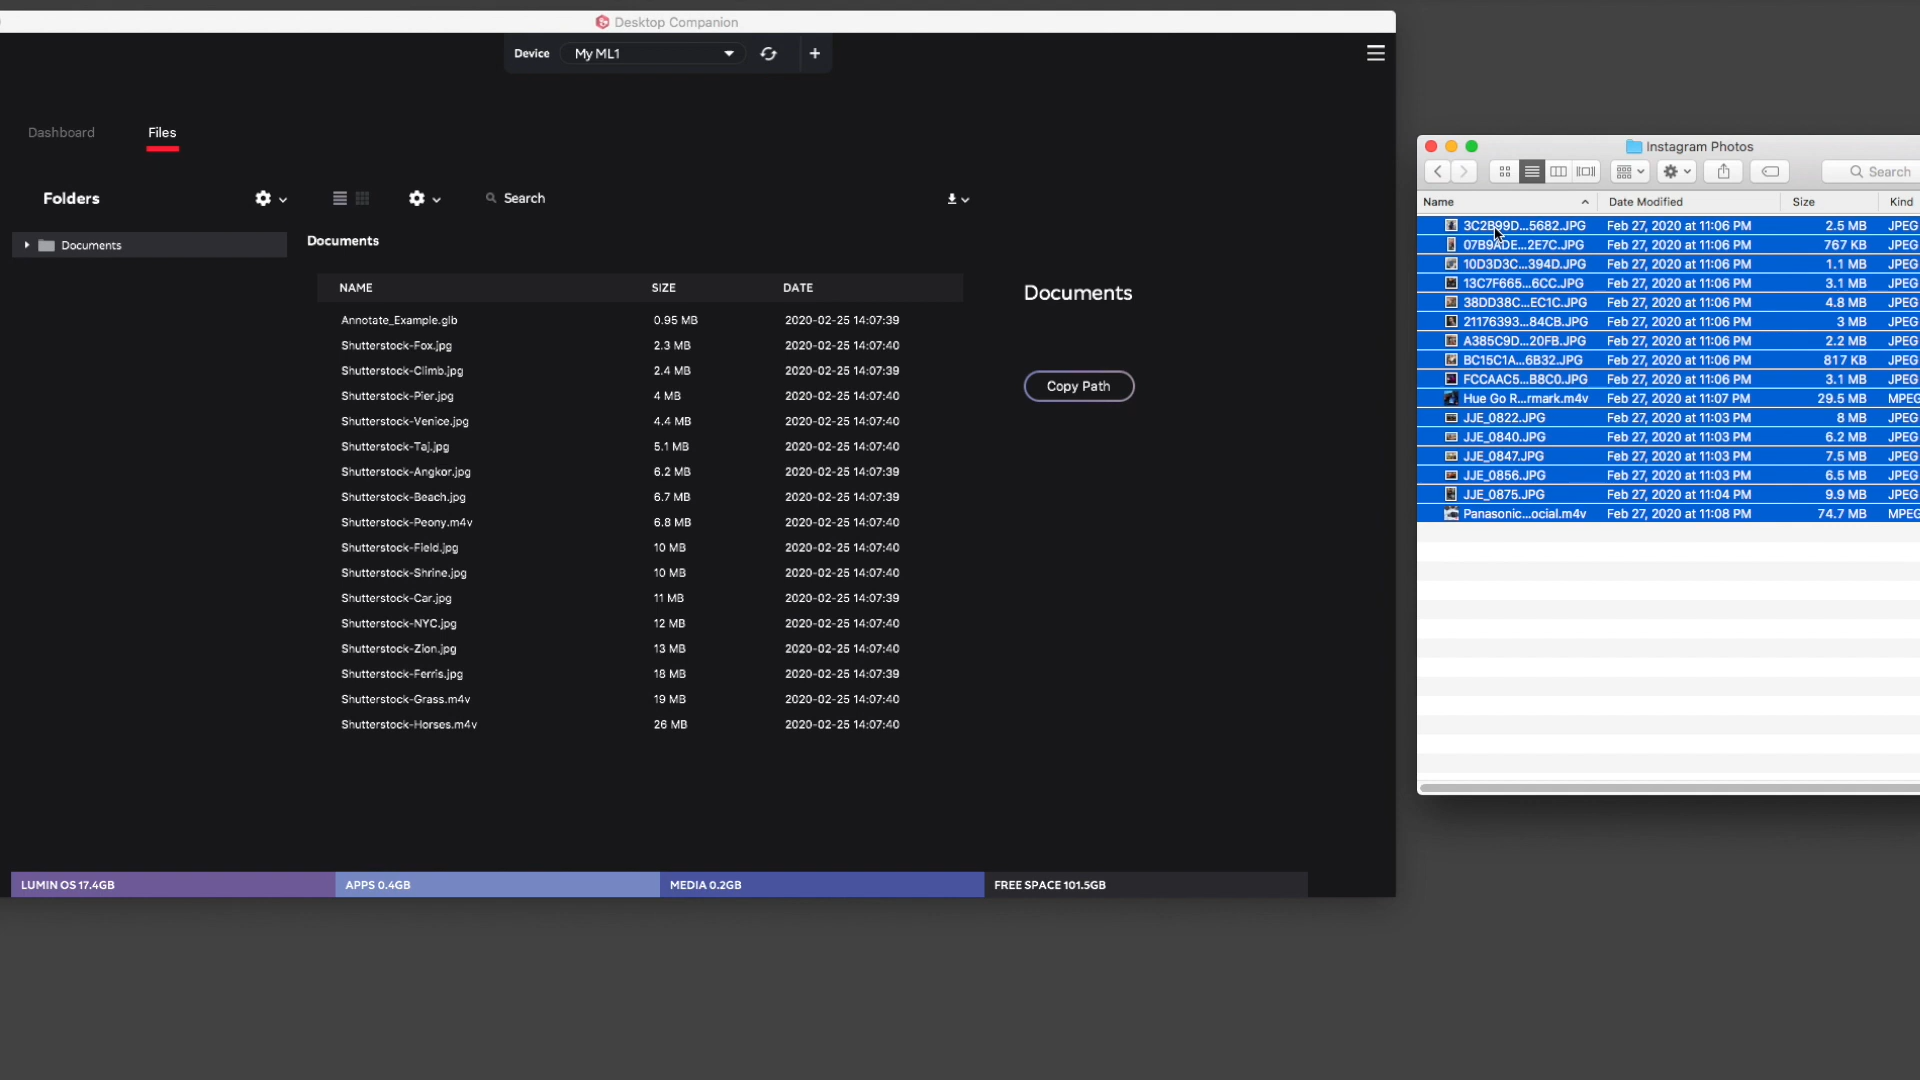 Desktop Companion
Device My ML1 +
Dashboard Files
Folders Search
Documents
Documents
NAME SIZE DATE
Annotate_Example.glb 0.95 MB 2020-02-25 14:07:39
Shutterstock-Fox.jpg 2.3 MB 2020-02-25 14:07:40
Shutterstock-Climb.jpg 2.4 MB 2020-02-25 14:07:39
Shutterstock-Pier.jpg 4 MB 2020-02-25 14:07:40
Shutterstock-Venice.jpg 4.4 MB 2020-02-25 14:07:40
Shutterstock-Taj.jpg 5.1 MB 2020-02-25 14:07:40
Shutterstock-Angkor.jpg 6.2 MB 2020-02-25 14:07:39
Shutterstock-Beach.jpg 6.7 MB 2020-02-25 14:07:39
Shutterstock-Peony.m4v 6.8 MB 2020-02-25 14:07:40
Shutterstock-Field.jpg 10 MB 2020-02-25 14:07:40
Shutterstock-Shrine.jpg 10 MB 2020-02-25 14:07:40
Shutterstock-Car.jpg 11 MB 2020-02-25 14:07:39
Shutterstock-NYC.jpg 12 MB 2020-02-25 14:07:40
Shutterstock-Zion.jpg 13 MB 2020-02-25 14:07:40
Shutterstock-Ferris.jpg 18 MB 2020-02-25 14:07:39
Shutterstock-Grass.m4v 19 MB 2020-02-25 14:07:40
Shutterstock-Horses.m4v 26 MB 2020-02-25 14:07:40
Documents
Copy Path
LUMIN OS 17.4GB APPS 0.4GB MEDIA 0.2GB FREE SPACE 101.5GB
Instagram Photos
Search
Name Date Modified Size Kind
3C2B99D...5682.JPG Feb 27, 2020 at 11:06 PM 2.5 MB JPEG
07B9ADE...2E7C.JPG Feb 27, 2020 at 11:06 PM 767 KB JPEG
10D3D3C...394D.JPG Feb 27, 2020 at 11:06 PM 1.1 MB JPEG
13C7F665...6CC.JPG Feb 27, 2020 at 11:06 PM 3.1 MB JPEG
38DD38C...EC1C.JPG Feb 27, 2020 at 11:06 PM 4.8 MB JPEG
21176393...84CB.JPG Feb 27, 2020 at 11:06 PM 3 MB JPEG
A385C9D...20FB.JPG Feb 27, 2020 at 11:06 PM 2.2 MB JPEG
BC15C1A...6B32.JPG Feb 27, 2020 at 11:06 PM 817 KB JPEG
FCCAAC5...B8C0.JPG Feb 27, 2020 at 11:06 PM 3.1 MB JPEG
Hue Go R...rmark.m4v Feb 27, 2020 at 11:07 PM 29.5 MB MPEG
JJE_0822.JPG Feb 27, 2020 at 11:03 PM 8 MB JPEG
JJE_0840.JPG Feb 27, 2020 at 11:03 PM 6.2 MB JPEG
JJE_0847.JPG Feb 27, 2020 at 11:03 PM 7.5 MB JPEG
JJE_0856.JPG Feb 27, 2020 at 11:03 PM 6.5 MB JPEG
JJE_0875.JPG Feb 27, 2020 at 11:04 PM 9.9 MB JPEG
Panasonic...ocial.m4v Feb 27, 2020 at 11:08 PM 74.7 MB MPEG